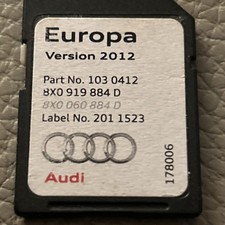 Europa
Version 2012
Part No. 103 0412
8X0 919 884 D
8X0 060 884 D
Label No. 201 1523
Audi
178006